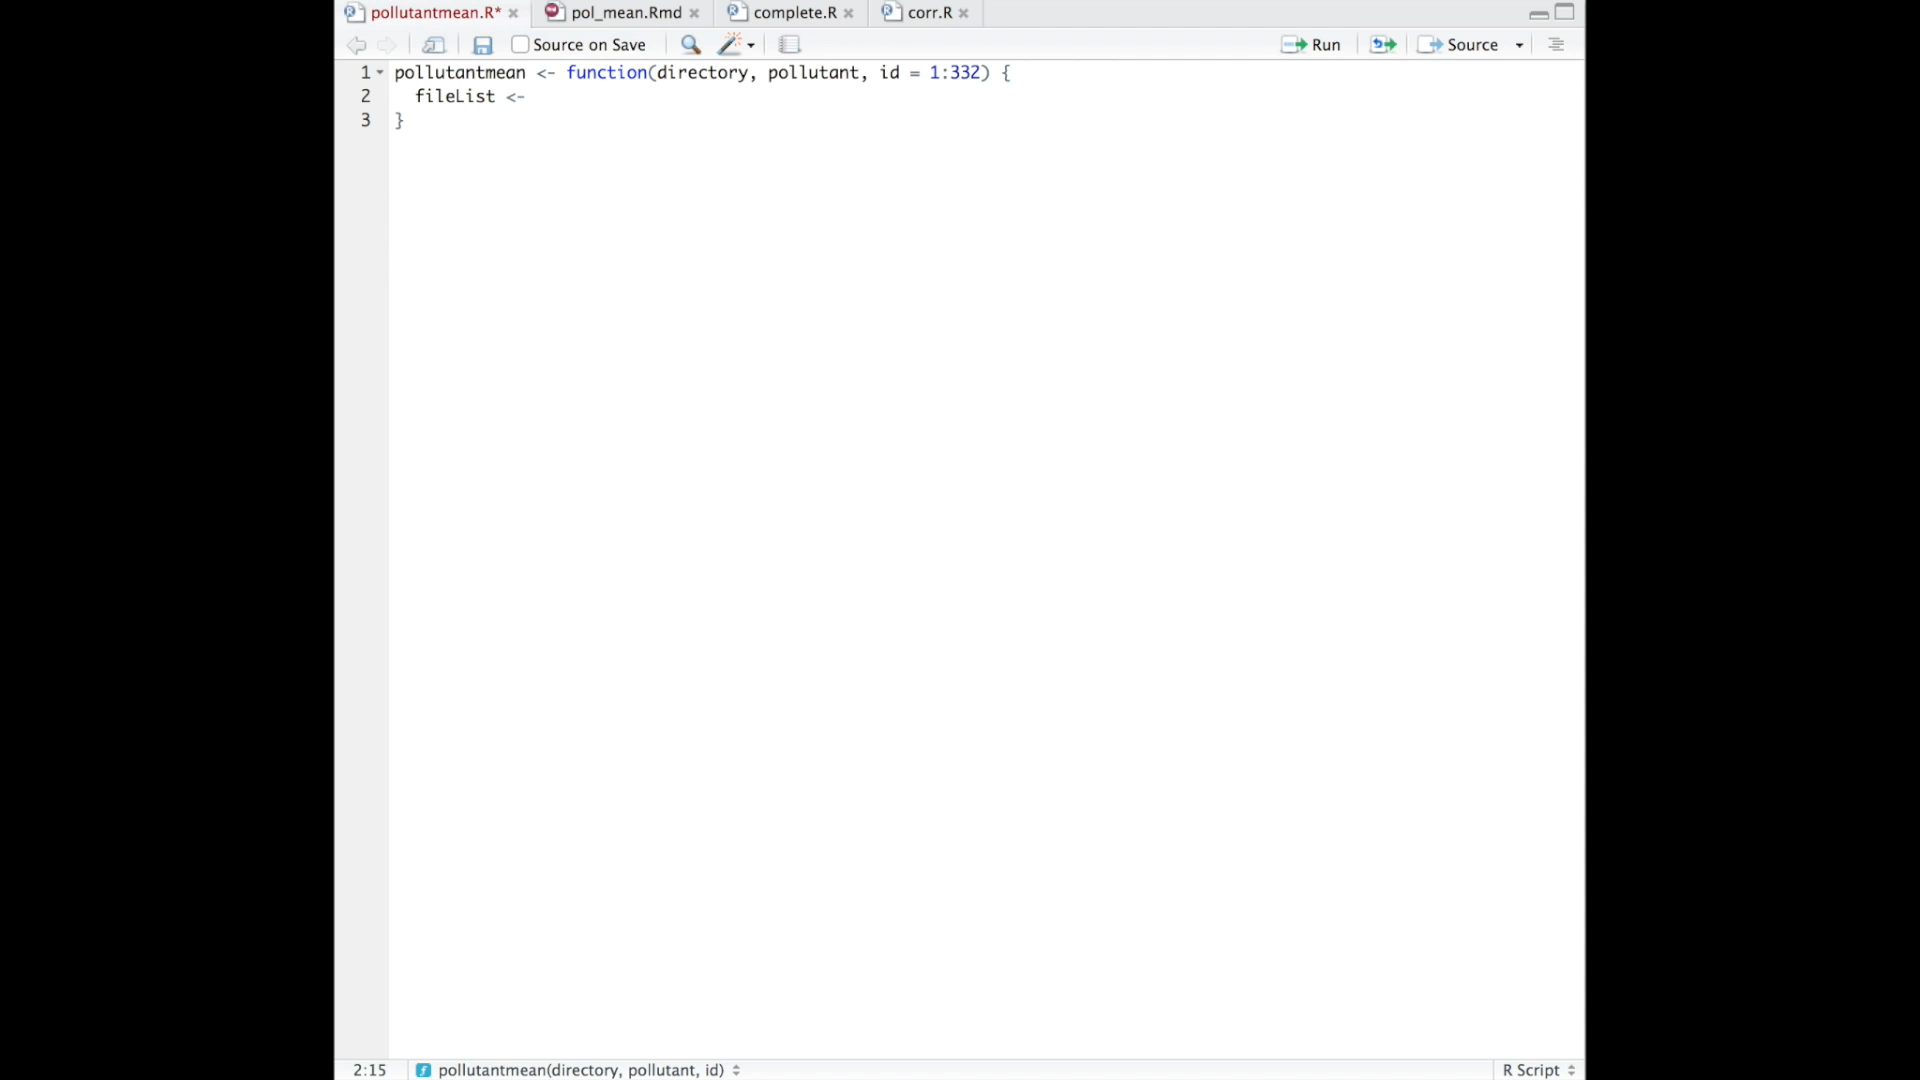 pollutantmean.R* pol_mean.Rmd complete.R corr.R
Source on Save Run Source
1 pollutantmean <- function(directory, pollutant, id = 1:332) {
2 fileList <-
3 }
2:15 pollutantmean(directory, pollutant, id) R Script